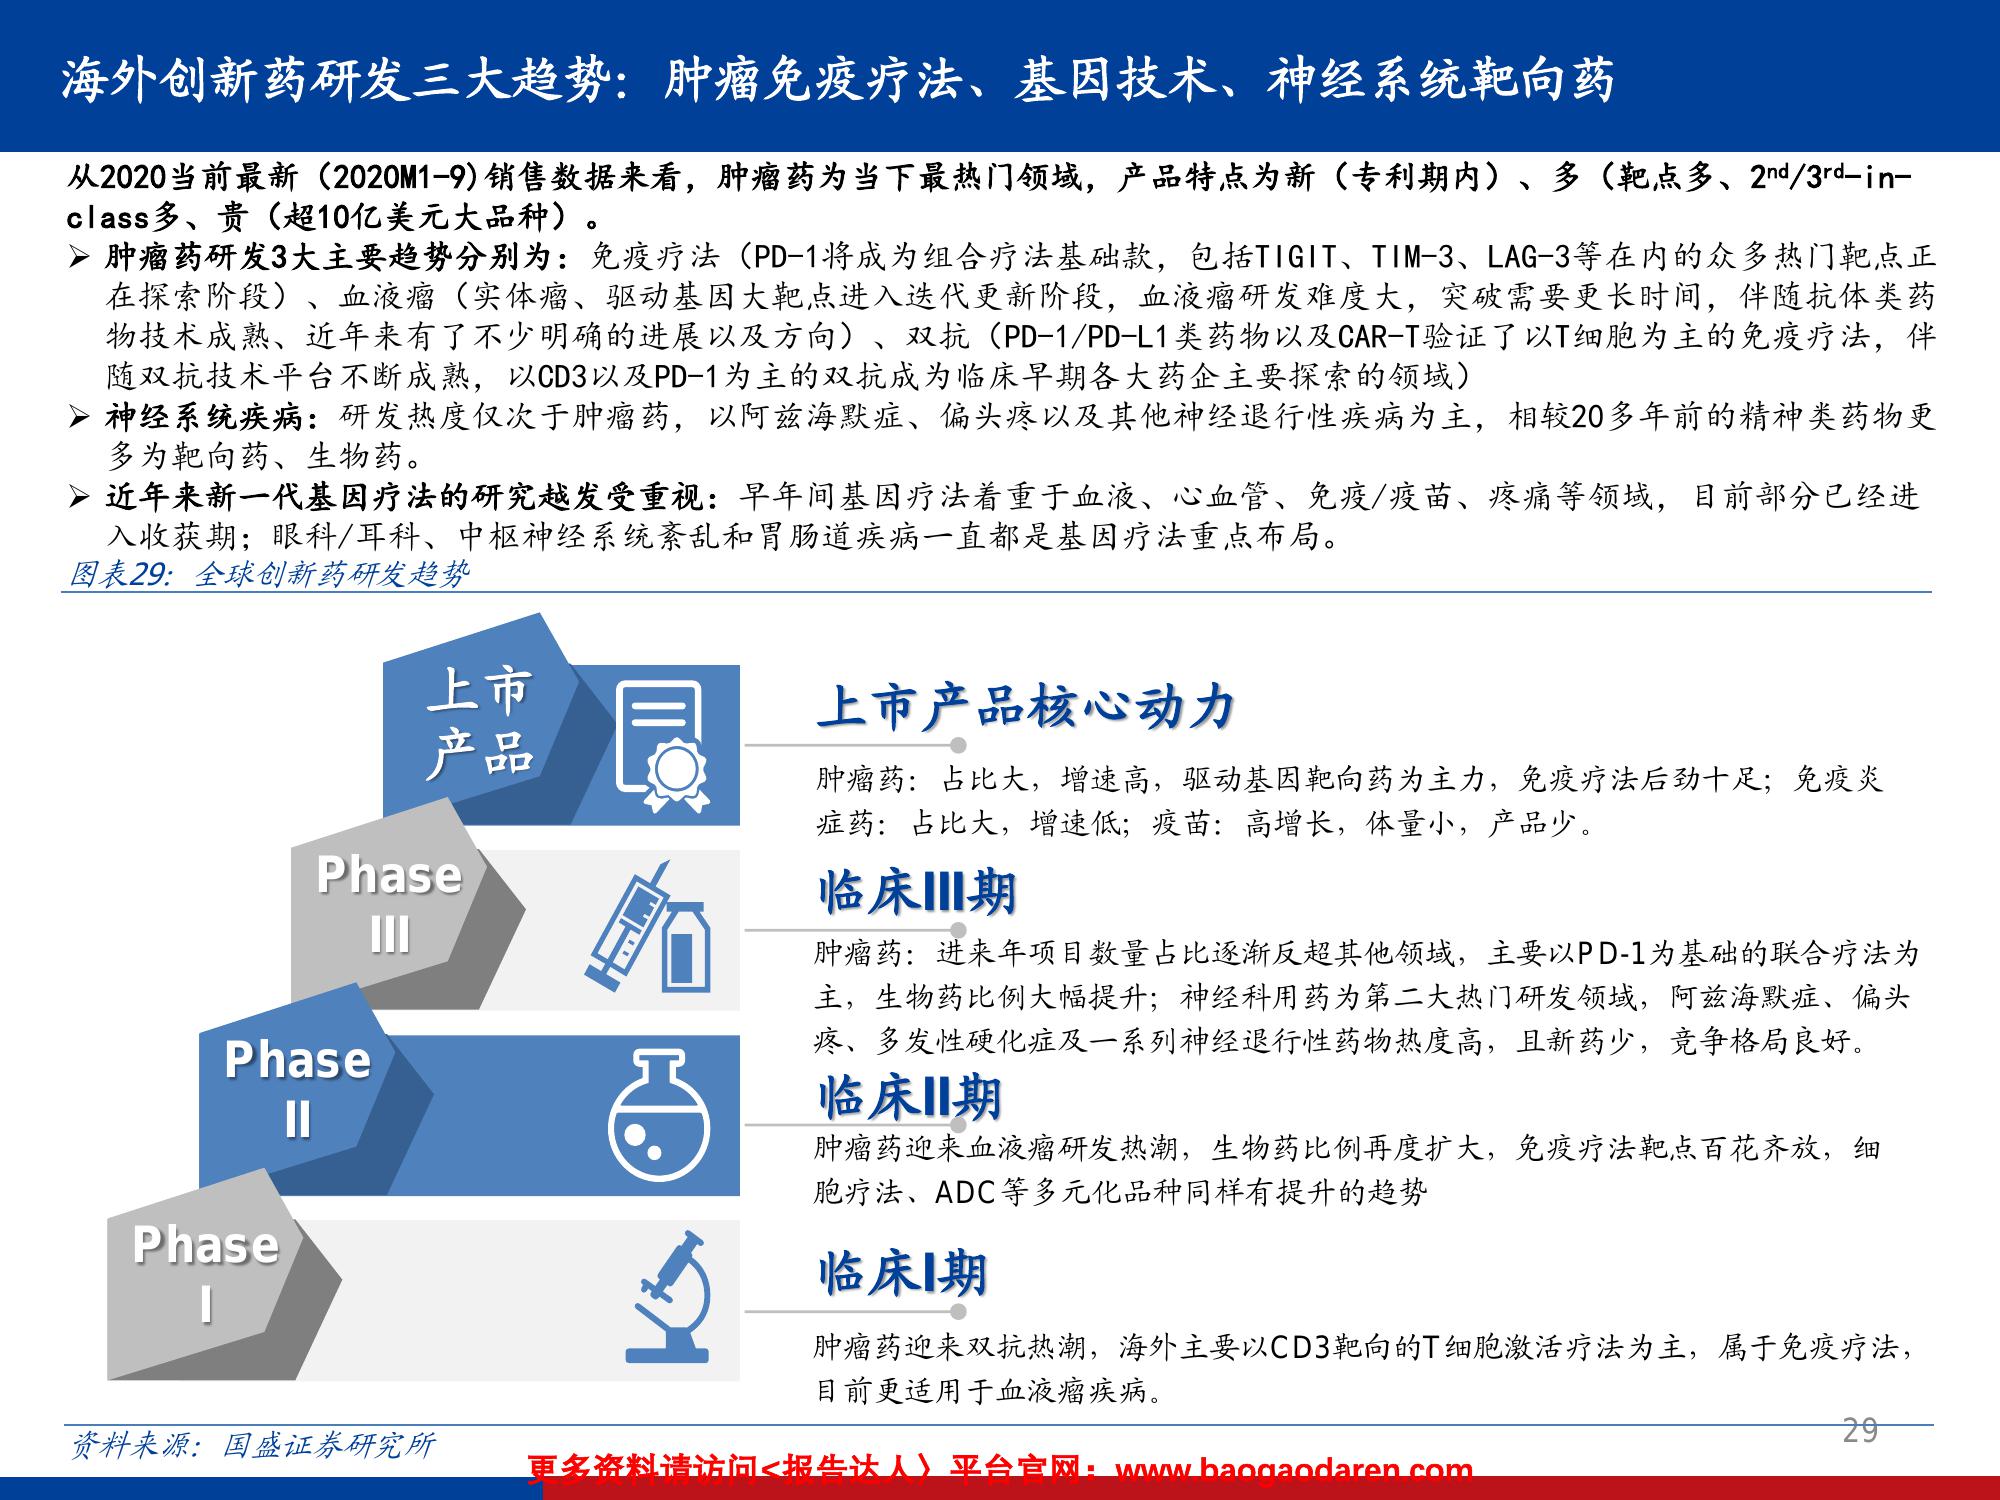 海外创新药研发三大趋势：肿瘤免疫疗法、基因技术、神经系统靶向药
从2020当前最新（2020M1-9)销售数据来看，肿瘤药为当下最热门领域，产品特点为新（专利期内）、多（靶点多、2nd/3rd-in-
class多、贵（超10亿美元大品种）。
➢ 肿瘤药研发3大主要趋势分别为：免疫疗法（PD-1将成为组合疗法基础款，包括TIGIT、TIM-3、LAG-3等在内的众多热门靶点正
在探索阶段）、血液瘤（实体瘤、驱动基因大靶点进入迭代更新阶段，血液瘤研发难度大，突破需要更长时间，伴随抗体类药
物技术成熟、近年来有了不少明确的进展以及方向）、双抗（PD-1/PD-L1类药物以及CAR-T验证了以T细胞为主的免疫疗法，伴
随双抗技术平台不断成熟，以CD3以及PD-1为主的双抗成为临床早期各大药企主要探索的领域）
➢ 神经系统疾病：研发热度仅次于肿瘤药，以阿兹海默症、偏头疼以及其他神经退行性疾病为主，相较20多年前的精神类药物更
多为靶向药、生物药。
➢ 近年来新一代基因疗法的研究越发受重视：早年间基因疗法着重于血液、心血管、免疫/疫苗、疼痛等领域，目前部分已经进
入收获期；眼科/耳科、中枢神经系统紊乱和胃肠道疾病一直都是基因疗法重点布局。
图表29：全球创新药研发趋势
上市
产品
上市产品核心动力
肿瘤药：占比大，增速高，驱动基因靶向药为主力，免疫疗法后劲十足；免疫炎
症药：占比大，增速低；疫苗：高增长，体量小，产品少。
Phase
III
临床III期
肿瘤药：进来年项目数量占比逐渐反超其他领域，主要以PD-1为基础的联合疗法为
主，生物药比例大幅提升；神经科用药为第二大热门研发领域，阿兹海默症、偏头
疼、多发性硬化症及一系列神经退行性药物热度高，且新药少，竞争格局良好。
Phase
II
临床II期
肿瘤药迎来血液瘤研发热潮，生物药比例再度扩大，免疫疗法靶点百花齐放，细
胞疗法、ADC等多元化品种同样有提升的趋势
Phase
I
临床I期
肿瘤药迎来双抗热潮，海外主要以CD3靶向的T细胞激活疗法为主，属于免疫疗法，
目前更适用于血液瘤疾病。
资料来源：国盛证券研究所
29
更多资料请访问<报告达人〉平台官网：www.baogaodaren.com